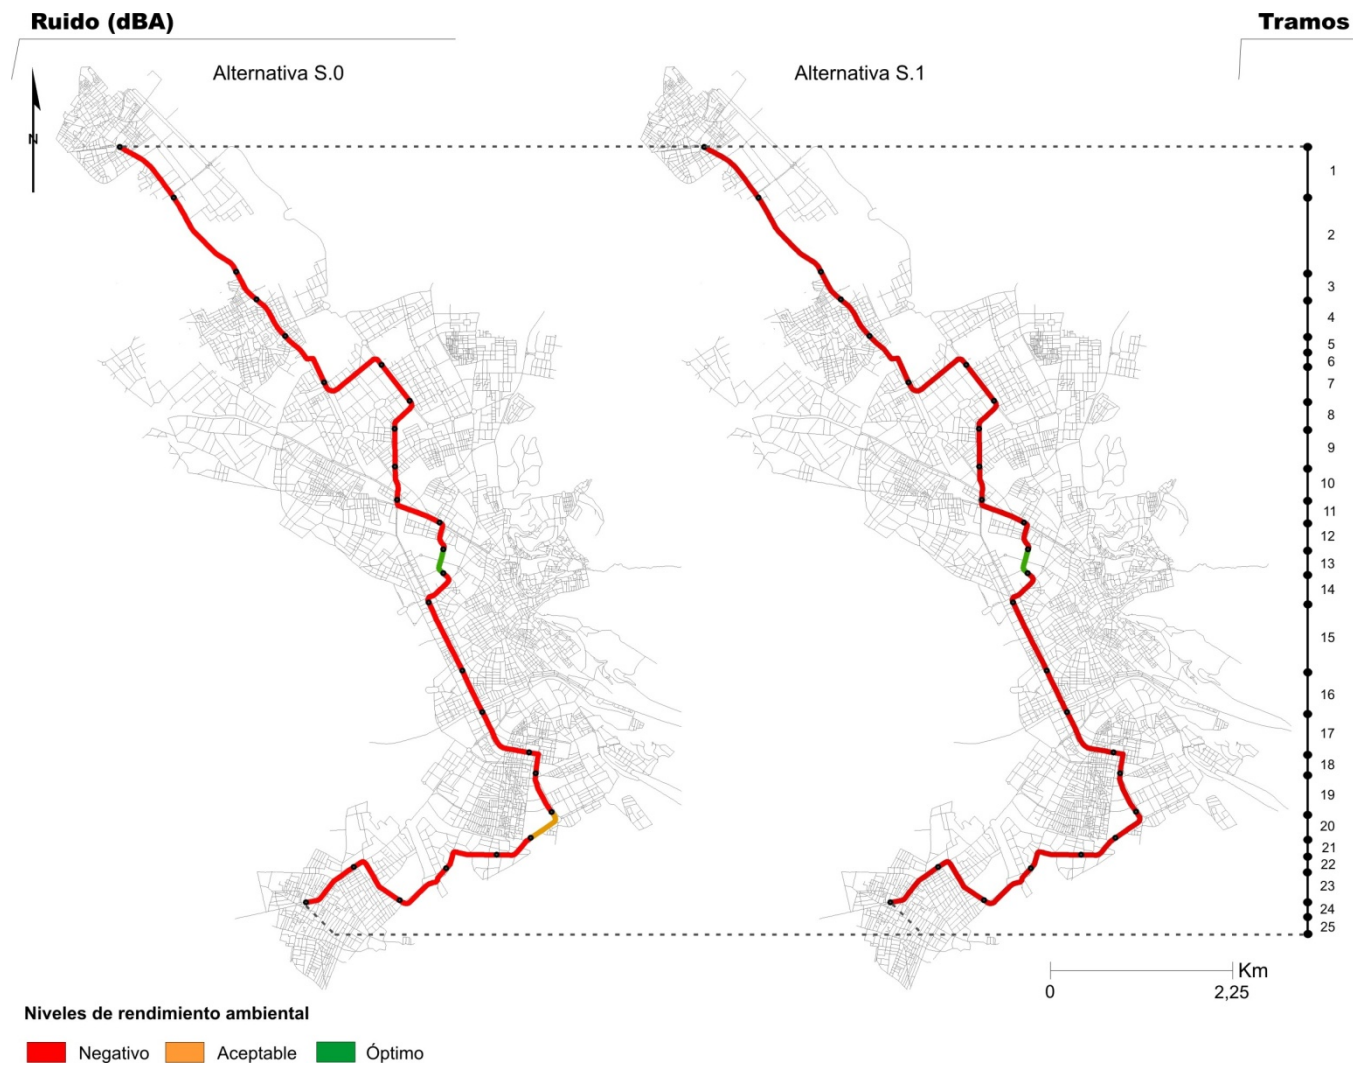 Ruido (dBA)
Tramos
Alternativa S.0
Alternativa S.1
N
1
2
3
4
5
6
7
8
9
10
11
12
13
14
15
16
17
18
19
20
21
22
23
24
25
Km
0
2,25
Niveles de rendimiento ambiental
Negativo
Aceptable
Óptimo